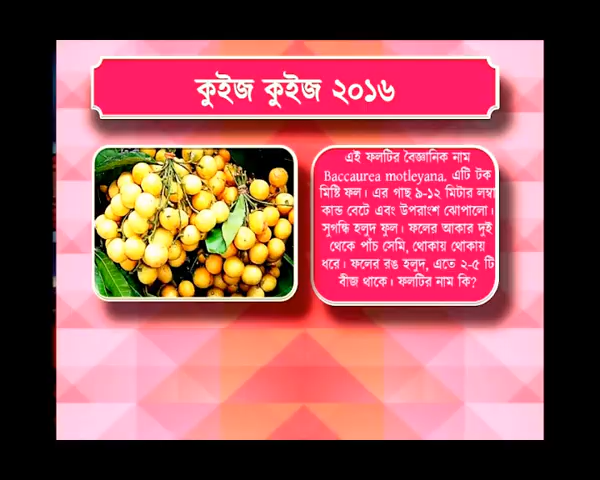 কুইজ কুইজ ২০১৬
এই ফলটির বৈজ্ঞানিক নাম
Baccaurea motleyana. এটি টক
মিষ্টি ফল। এর গাছ ৯-১২ মিটার লম্বা
কান্ড বেটে এবং উপরাংশ ঝোপালো।
সুগন্ধি হলুদ ফুল। ফলের আকার দুই
থেকে পাঁচ সেমি, থোকায় থোকায়
ধরে। ফলের রঙ হলুদ, এতে ২-৫ টি
বীজ থাকে। ফলটির নাম কি?